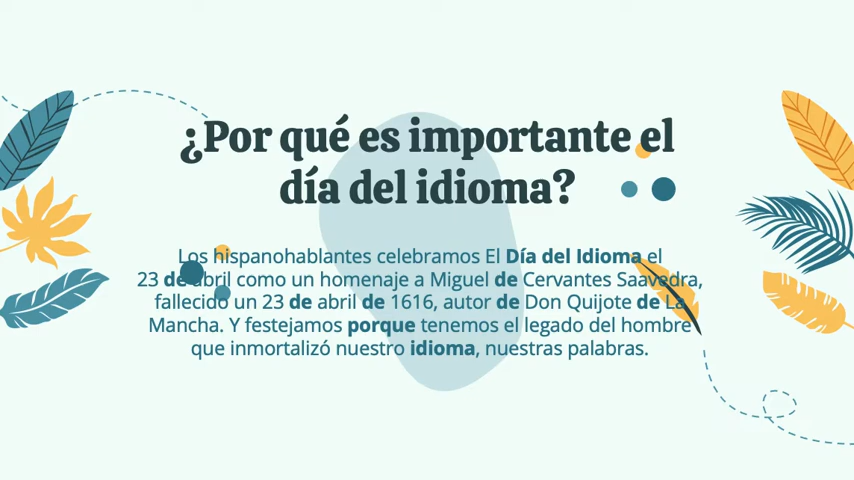 ¿Por qué es importante el
día del idioma?
Los hispanohablantes celebramos El Día del Idioma el
23 de abril como un homenaje a Miguel de Cervantes Saavedra,
fallecido un 23 de abril de 1616, autor de Don Quijote de La
Mancha. Y festejamos porque tenemos el legado del hombre
que inmortalizó nuestro idioma, nuestras palabras.